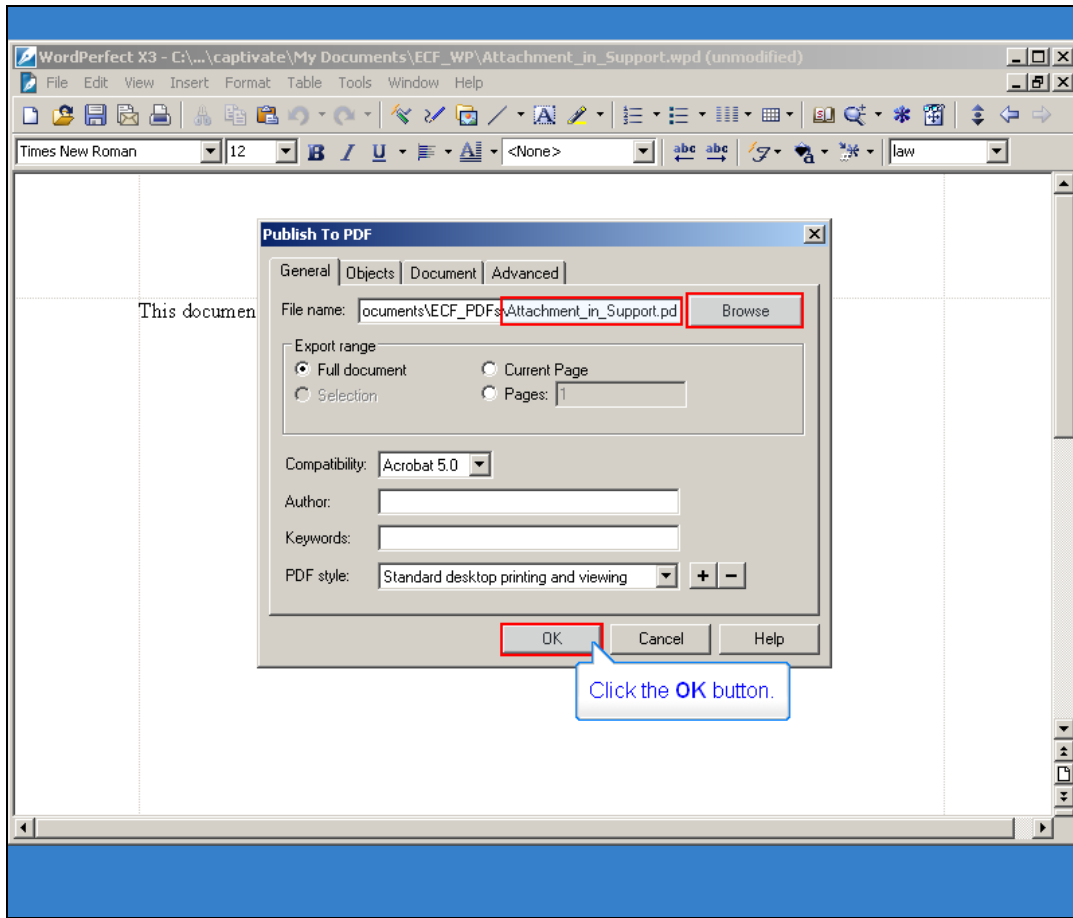 WordPerfect X3 - C:\...\captivate\My Documents\ECF_WP\Attachment_in_Support.wpd (unmodified)
File Edit View Insert Format Table Tools Window Help
Times New Roman 12 B I U A <None> abc abc law
Publish To PDF
General Objects Document Advanced
This documen
File name: ocuments\ECF_PDFs\Attachment_in_Support.pd Browse
Export range
Full document Current Page
Selection Pages: 1
Compatibility: Acrobat 5.0
Author:
Keywords:
PDF style: Standard desktop printing and viewing + −
OK Cancel Help
Click the OK button.